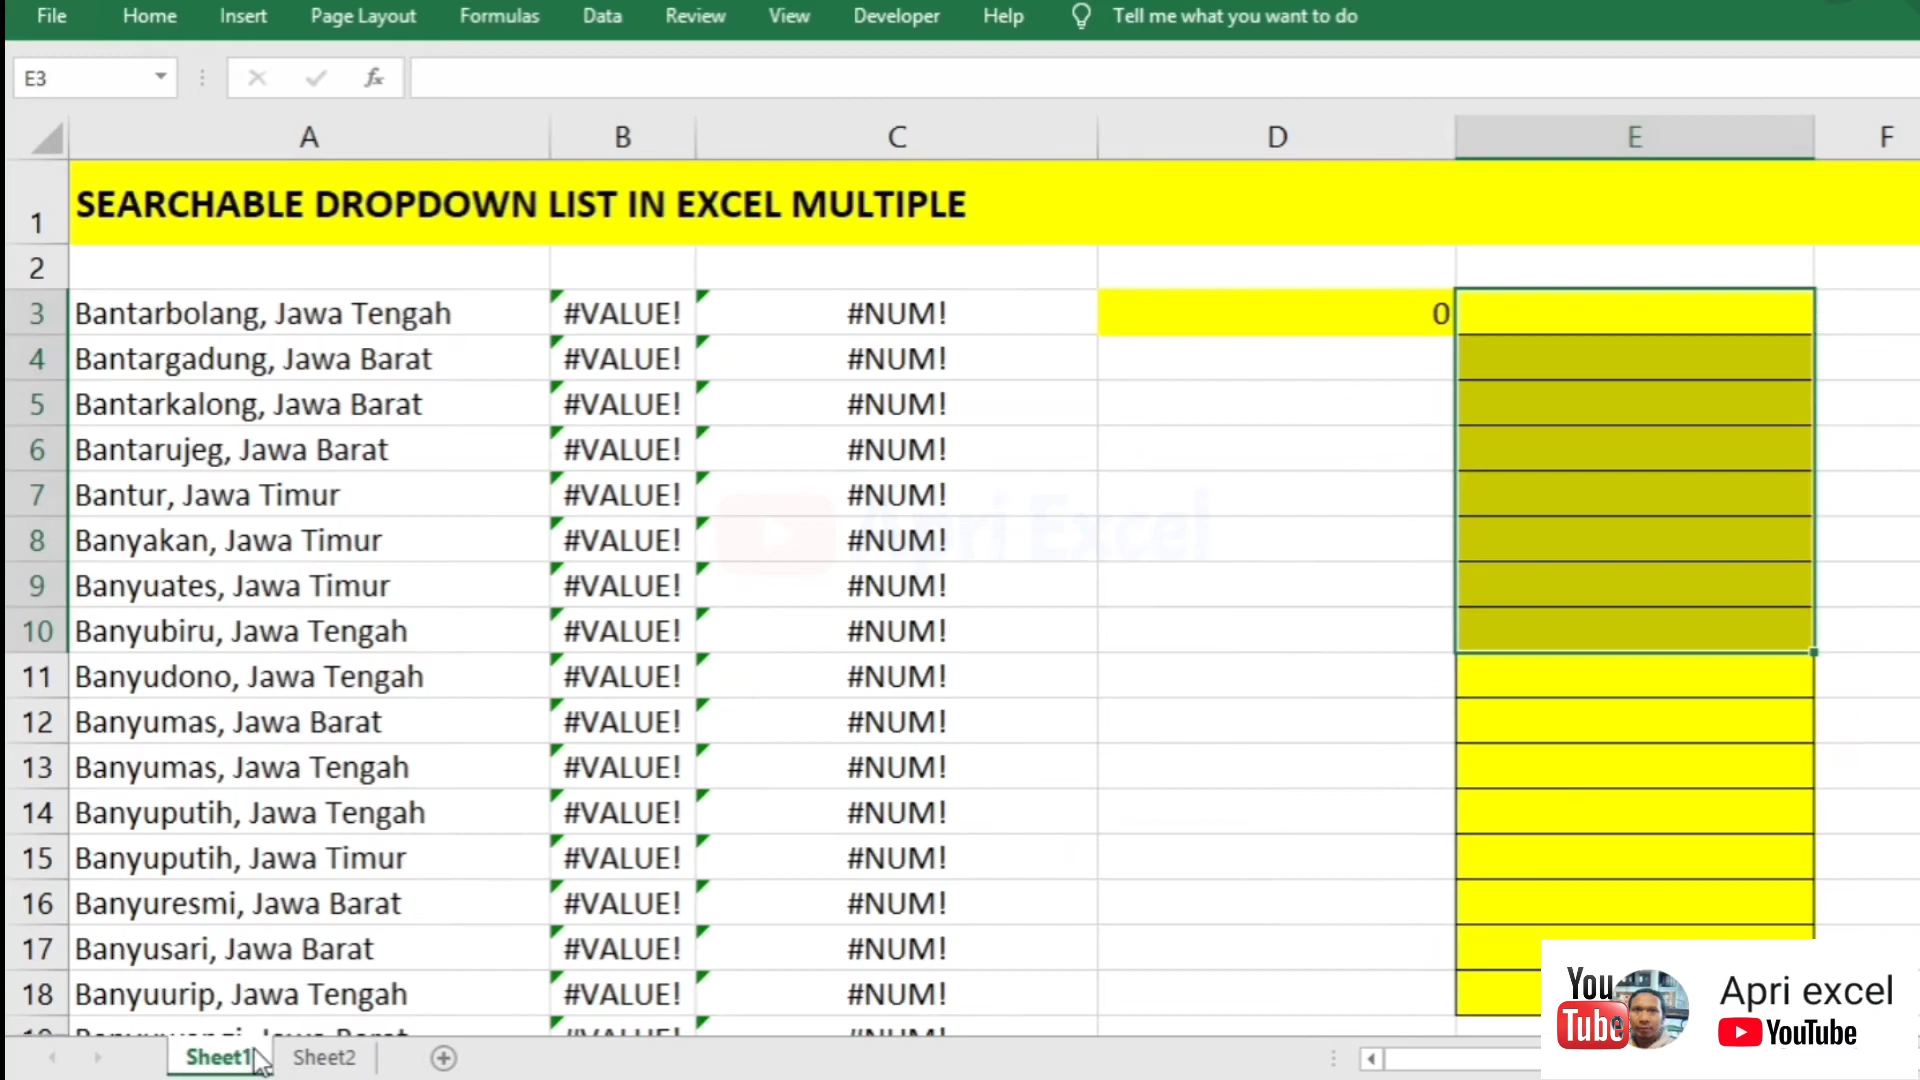 File Home Insert Page Layout Formulas Data Review View Developer Help Tell me what you want to do
E3 fx
A B C D E F
1 SEARCHABLE DROPDOWN LIST IN EXCEL MULTIPLE
2
3 Bantarbolang, Jawa Tengah #VALUE! #NUM! 0
4 Bantargadung, Jawa Barat #VALUE! #NUM!
5 Bantarkalong, Jawa Barat #VALUE! #NUM!
6 Bantarujeg, Jawa Barat #VALUE! #NUM!
7 Bantur, Jawa Timur #VALUE! #NUM!
8 Banyakan, Jawa Timur #VALUE! #NUM! Apri Excel
9 Banyuates, Jawa Timur #VALUE! #NUM!
10 Banyubiru, Jawa Tengah #VALUE! #NUM!
11 Banyudono, Jawa Tengah #VALUE! #NUM!
12 Banyumas, Jawa Barat #VALUE! #NUM!
13 Banyumas, Jawa Tengah #VALUE! #NUM!
14 Banyuputih, Jawa Tengah #VALUE! #NUM!
15 Banyuputih, Jawa Timur #VALUE! #NUM!
16 Banyuresmi, Jawa Barat #VALUE! #NUM!
17 Banyusari, Jawa Barat #VALUE! #NUM!
18 Banyuurip, Jawa Tengah #VALUE! #NUM!
You Tube Apri excel
YouTube
Sheet1 Sheet2